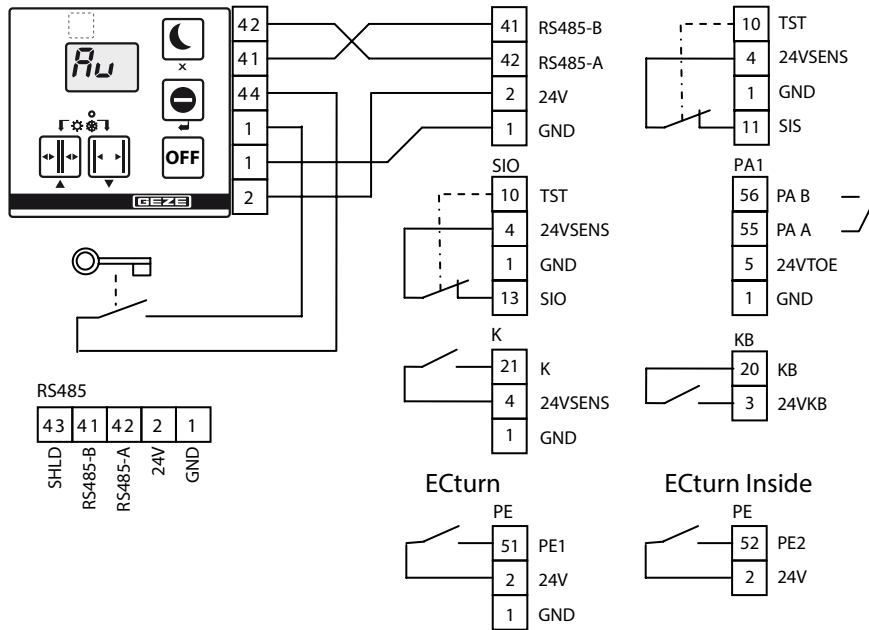 42
41
44
1
1
2
Au
×
OFF
GEZE
41 RS485-B
42 RS485-A
2 24V
1 GND
SIO
10 TST
4 24VSENS
1 GND
13 SIO
K
21 K
4 24VSENS
1 GND
10 TST
4 24VSENS
1 GND
11 SIS
PA1
56 PA B
55 PA A
5 24VTOE
1 GND
KB
20 KB
3 24VKB
RS485
43 41 42 2 1
SHLD
RS485-B
RS485-A
24V
GND
ECturn
PE
51 PE1
2 24V
1 GND
ECturn Inside
PE
52 PE2
2 24V